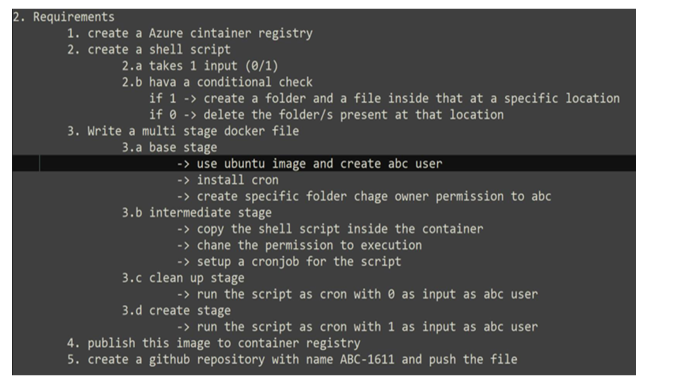 2. Requirements
1. create a Azure cintainer registry
2. create a shell script
2.a takes 1 input (0/1)
2.b hava a conditional check
if 1 -> create a folder and a file inside that at a specific location
if 0 -> delete the folder/s present at that location
3. Write a multi stage docker file
3.a base stage
-> use ubuntu image and create abc user
-> install cron
-> create specific folder chage owner permission to abc
3.b intermediate stage
-> copy the shell script inside the container
-> chane the permission to execution
-> setup a cronjob for the script
3.c clean up stage
-> run the script as cron with 0 as input as abc user
3.d create stage
-> run the script as cron with 1 as input as abc user
4. publish this image to container registry
5. create a github repository with name ABC-1611 and push the file